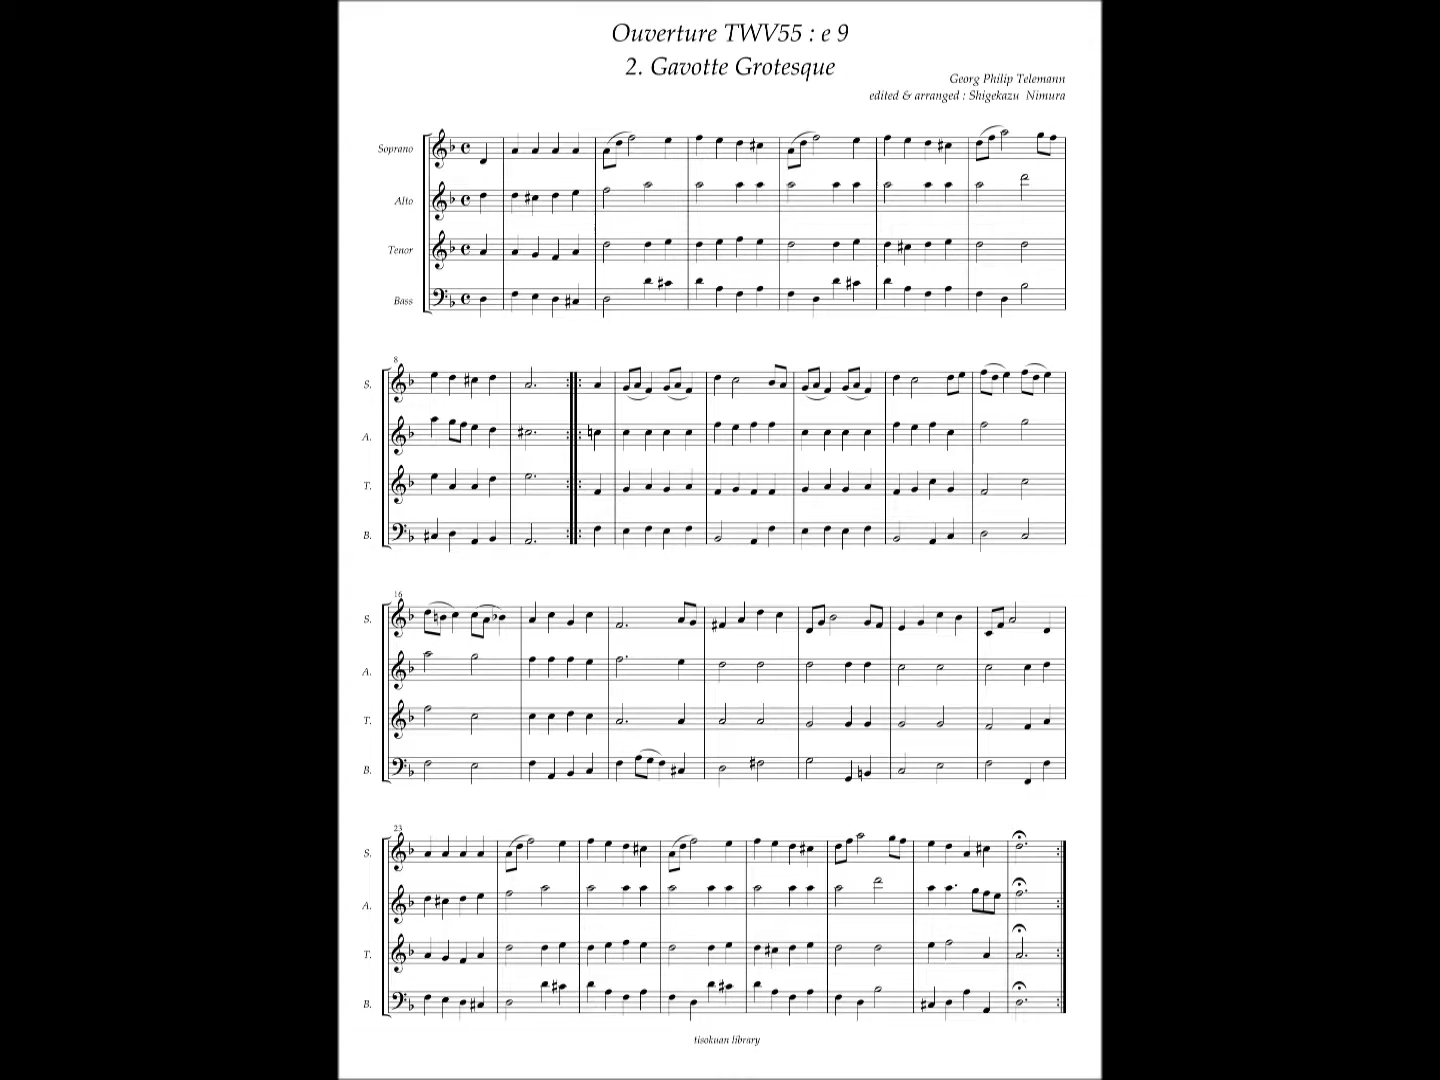 Ouverture TWV55 : e 9
2. Gavotte Grotesque
Georg Philip Telemann
edited & arranged : Shigekazu Nimura
Soprano
Alto
Tenor
Bass
8
S.
A.
T.
B.
16
S.
A.
T.
B.
23
S.
A.
T.
B.
tisokuan library